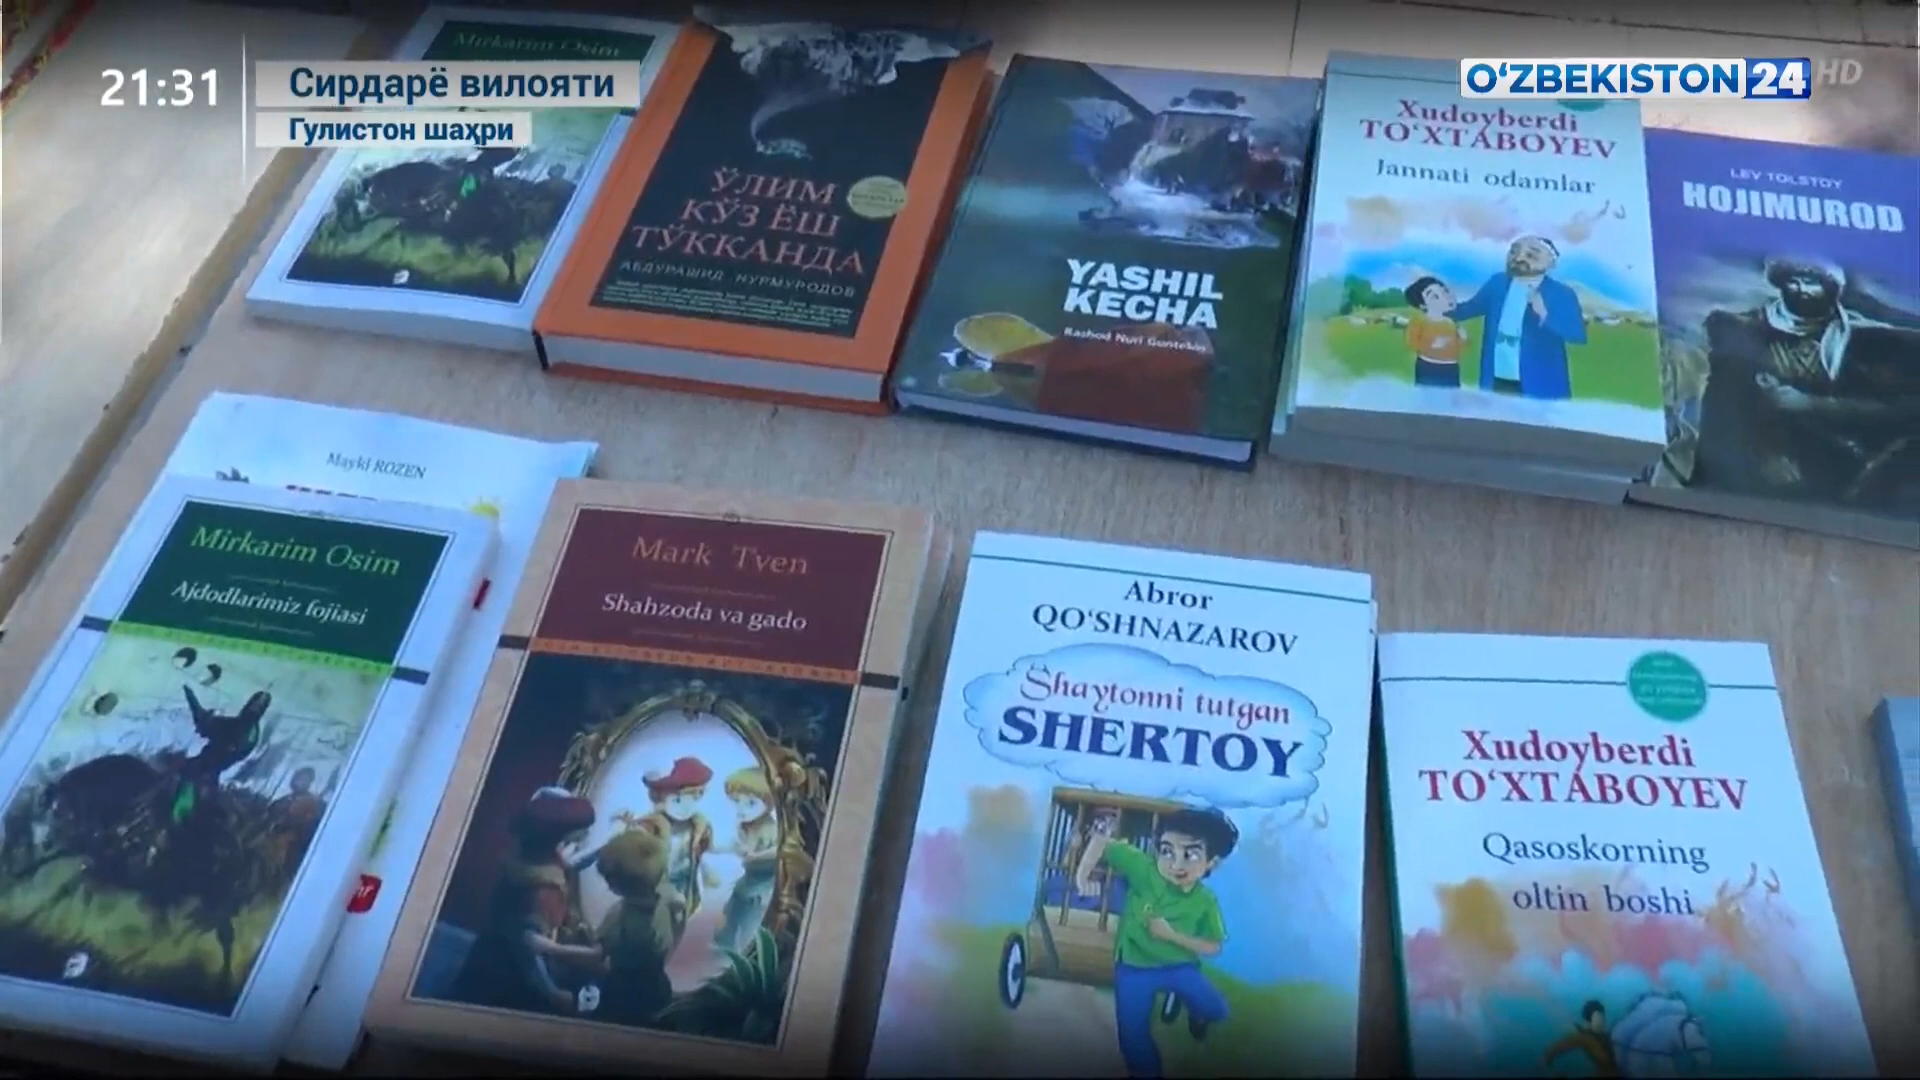 21:31
Сирдарё вилояти
Гулистон шаҳри
O‘ZBEKISTON 24 HD
Mirkarim Osim
ЎЛИМ
КЎЗ ЁШ
ТЎККАНДА
АБДУРАШИД НУРМУРОДОВ
YASHIL
KECHA
Rashod Nuri Guntekin
Xudoyberdi
TO‘XTABOYEV
Jannati odamlar
LEV TOLSTOY
HOJIMUROD
Mayki ROZEN
Mirkarim Osim
Ajdodlarimiz fojiasi
Mark Tven
Shahzoda va gado
Abror
QO‘SHNAZAROV
Shaytonni tutgan
SHERTOY
Xudoyberdi
TO‘XTABOYEV
Qasoskorning
oltin boshi